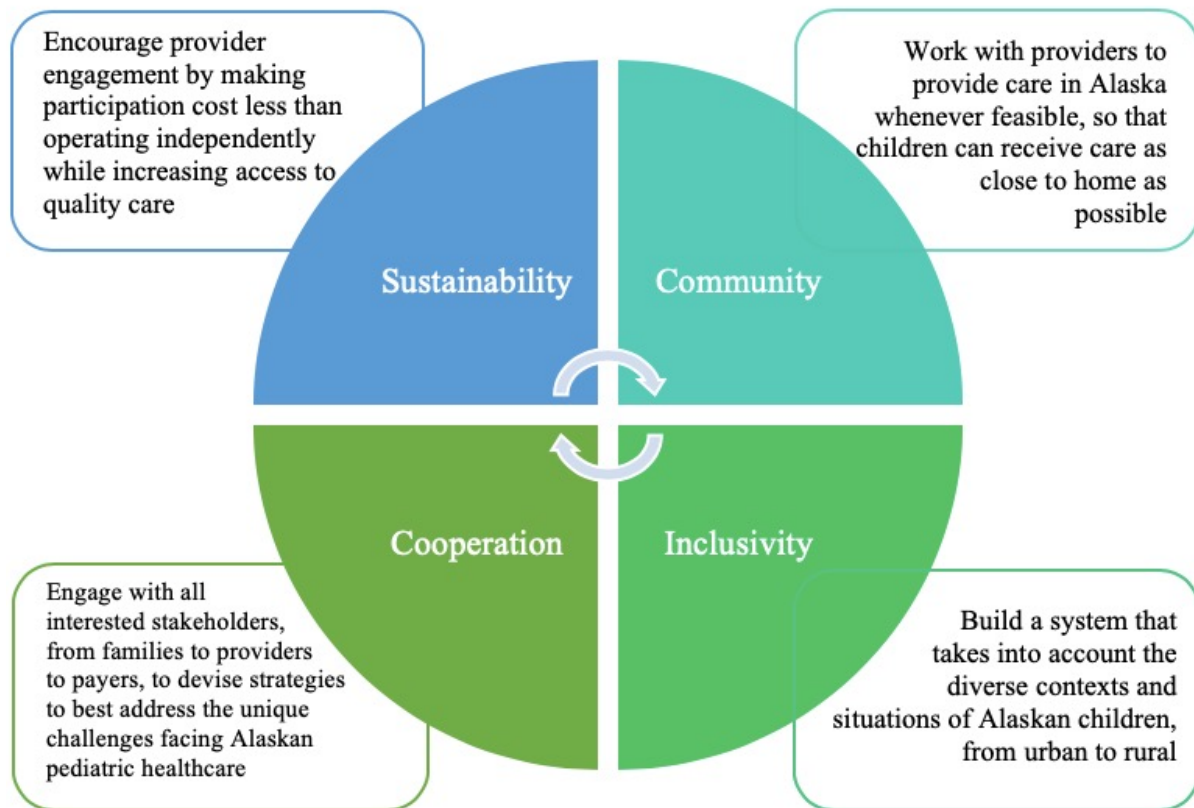 Encourage provider
engagement by making
participation cost less than
operating independently
while increasing access to
quality care
Work with providers to
provide care in Alaska
whenever feasible, so that
children can receive care as
close to home as
possible
Sustainability
Community
Cooperation
Inclusivity
Engage with all
interested stakeholders,
from families to providers
to payers, to devise strategies
to best address the unique
challenges facing Alaskan
pediatric healthcare
Build a system that
takes into account the
diverse contexts and
situations of Alaskan children,
from urban to rural